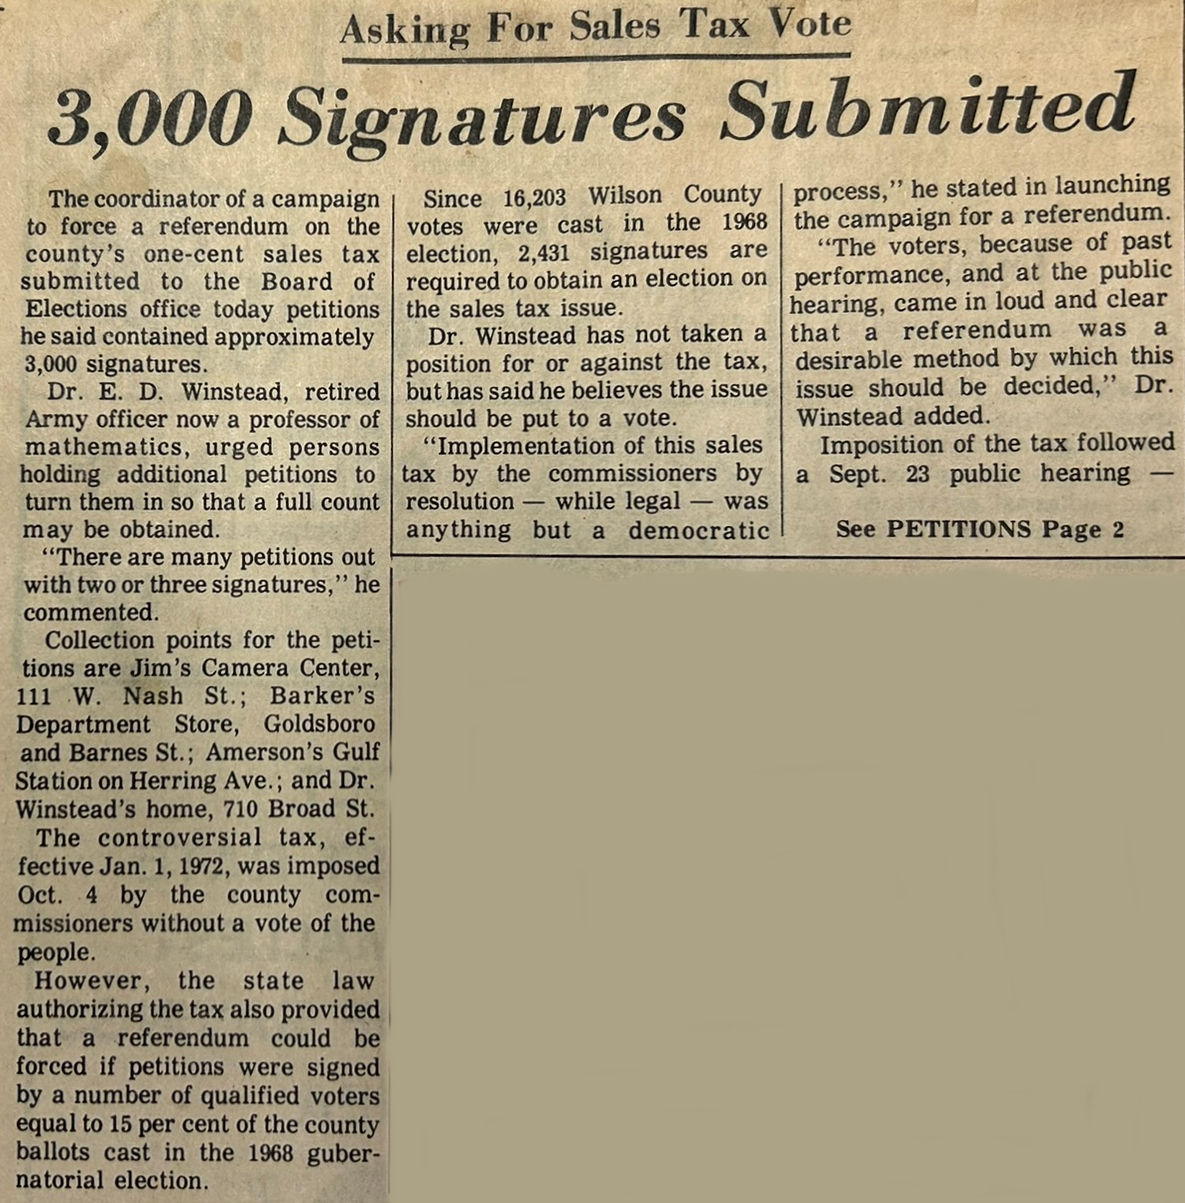 Asking For Sales Tax Vote
3,000 Signatures Submitted
The coordinator of a campaign
to force a referendum on the
county's one-cent sales tax
submitted to the Board of
Elections office today petitions
he said contained approximately
3,000 signatures.
Dr. E. D. Winstead, retired
Army officer now a professor of
mathematics, urged persons
holding additional petitions to
turn them in so that a full count
may be obtained.
"There are many petitions out
with two or three signatures," he
commented.
Collection points for the peti-
tions are Jim's Camera Center,
111 W. Nash St.; Barker's
Department Store, Goldsboro
and Barnes St.; Amerson's Gulf
Station on Herring Ave.; and Dr.
Winstead's home, 710 Broad St.
The controversial tax, ef-
fective Jan. 1, 1972, was imposed
Oct. 4 by the county com-
missioners without a vote of the
people.
However, the state law
authorizing the tax also provided
that a referendum could be
forced if petitions were signed
by a number of qualified voters
equal to 15 per cent of the county
ballots cast in the 1968 guber-
natorial election.
Since 16,203 Wilson County
votes were cast in the 1968
election, 2,431 signatures are
required to obtain an election on
the sales tax issue.
Dr. Winstead has not taken a
position for or against the tax,
but has said he believes the issue
should be put to a vote.
"Implementation of this sales
tax by the commissioners by
resolution — while legal — was
anything but a democratic
process," he stated in launching
the campaign for a referendum.
"The voters, because of past
performance, and at the public
hearing, came in loud and clear
that a referendum was a
desirable method by which this
issue should be decided," Dr.
Winstead added.
Imposition of the tax followed
a Sept. 23 public hearing —
See PETITIONS Page 2